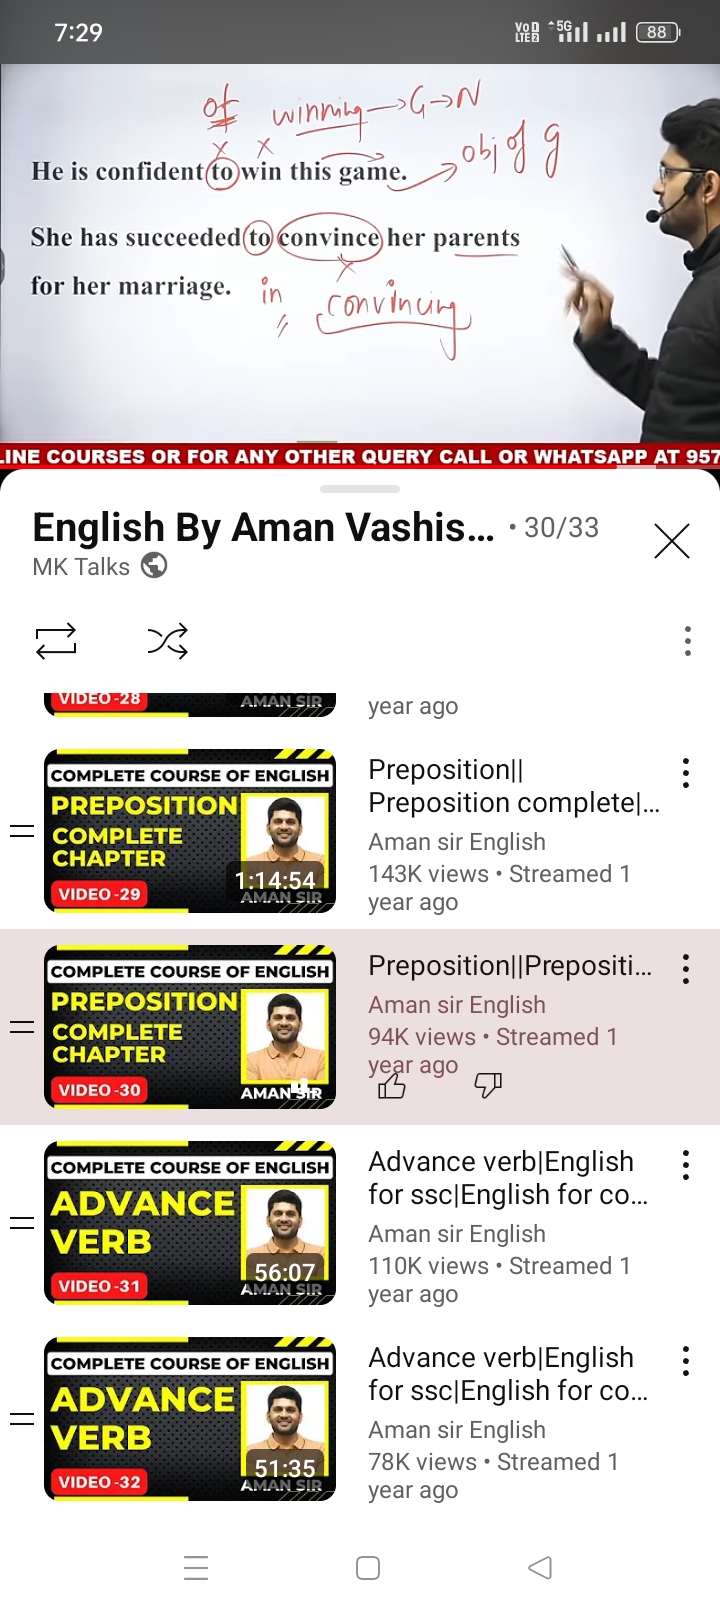 7:29 Vo LTE2 5G 88
of winning→G→N
× ×
He is confident to win this game. → obj of g
She has succeeded to convince her parents
×
for her marriage. in convincing
LINE COURSES OR FOR ANY OTHER QUERY CALL OR WHATSAPP AT 957
English By Aman Vashis... • 30/33
MK Talks
VIDEO-28 AMAN SIR
year ago
COMPLETE COURSE OF ENGLISH
PREPOSITION
COMPLETE
CHAPTER
VIDEO-29
1:14:54
AMAN SIR
Preposition||
Preposition complete|...
Aman sir English
143K views • Streamed 1
year ago
COMPLETE COURSE OF ENGLISH
PREPOSITION
COMPLETE
CHAPTER
VIDEO-30
AMAN SIR
Preposition||Prepositi...
Aman sir English
94K views • Streamed 1
year ago
COMPLETE COURSE OF ENGLISH
ADVANCE
VERB
VIDEO-31
56:07
AMAN SIR
Advance verb|English
for ssc|English for co...
Aman sir English
110K views • Streamed 1
year ago
COMPLETE COURSE OF ENGLISH
ADVANCE
VERB
VIDEO-32
51:35
AMAN SIR
Advance verb|English
for ssc|English for co...
Aman sir English
78K views • Streamed 1
year ago